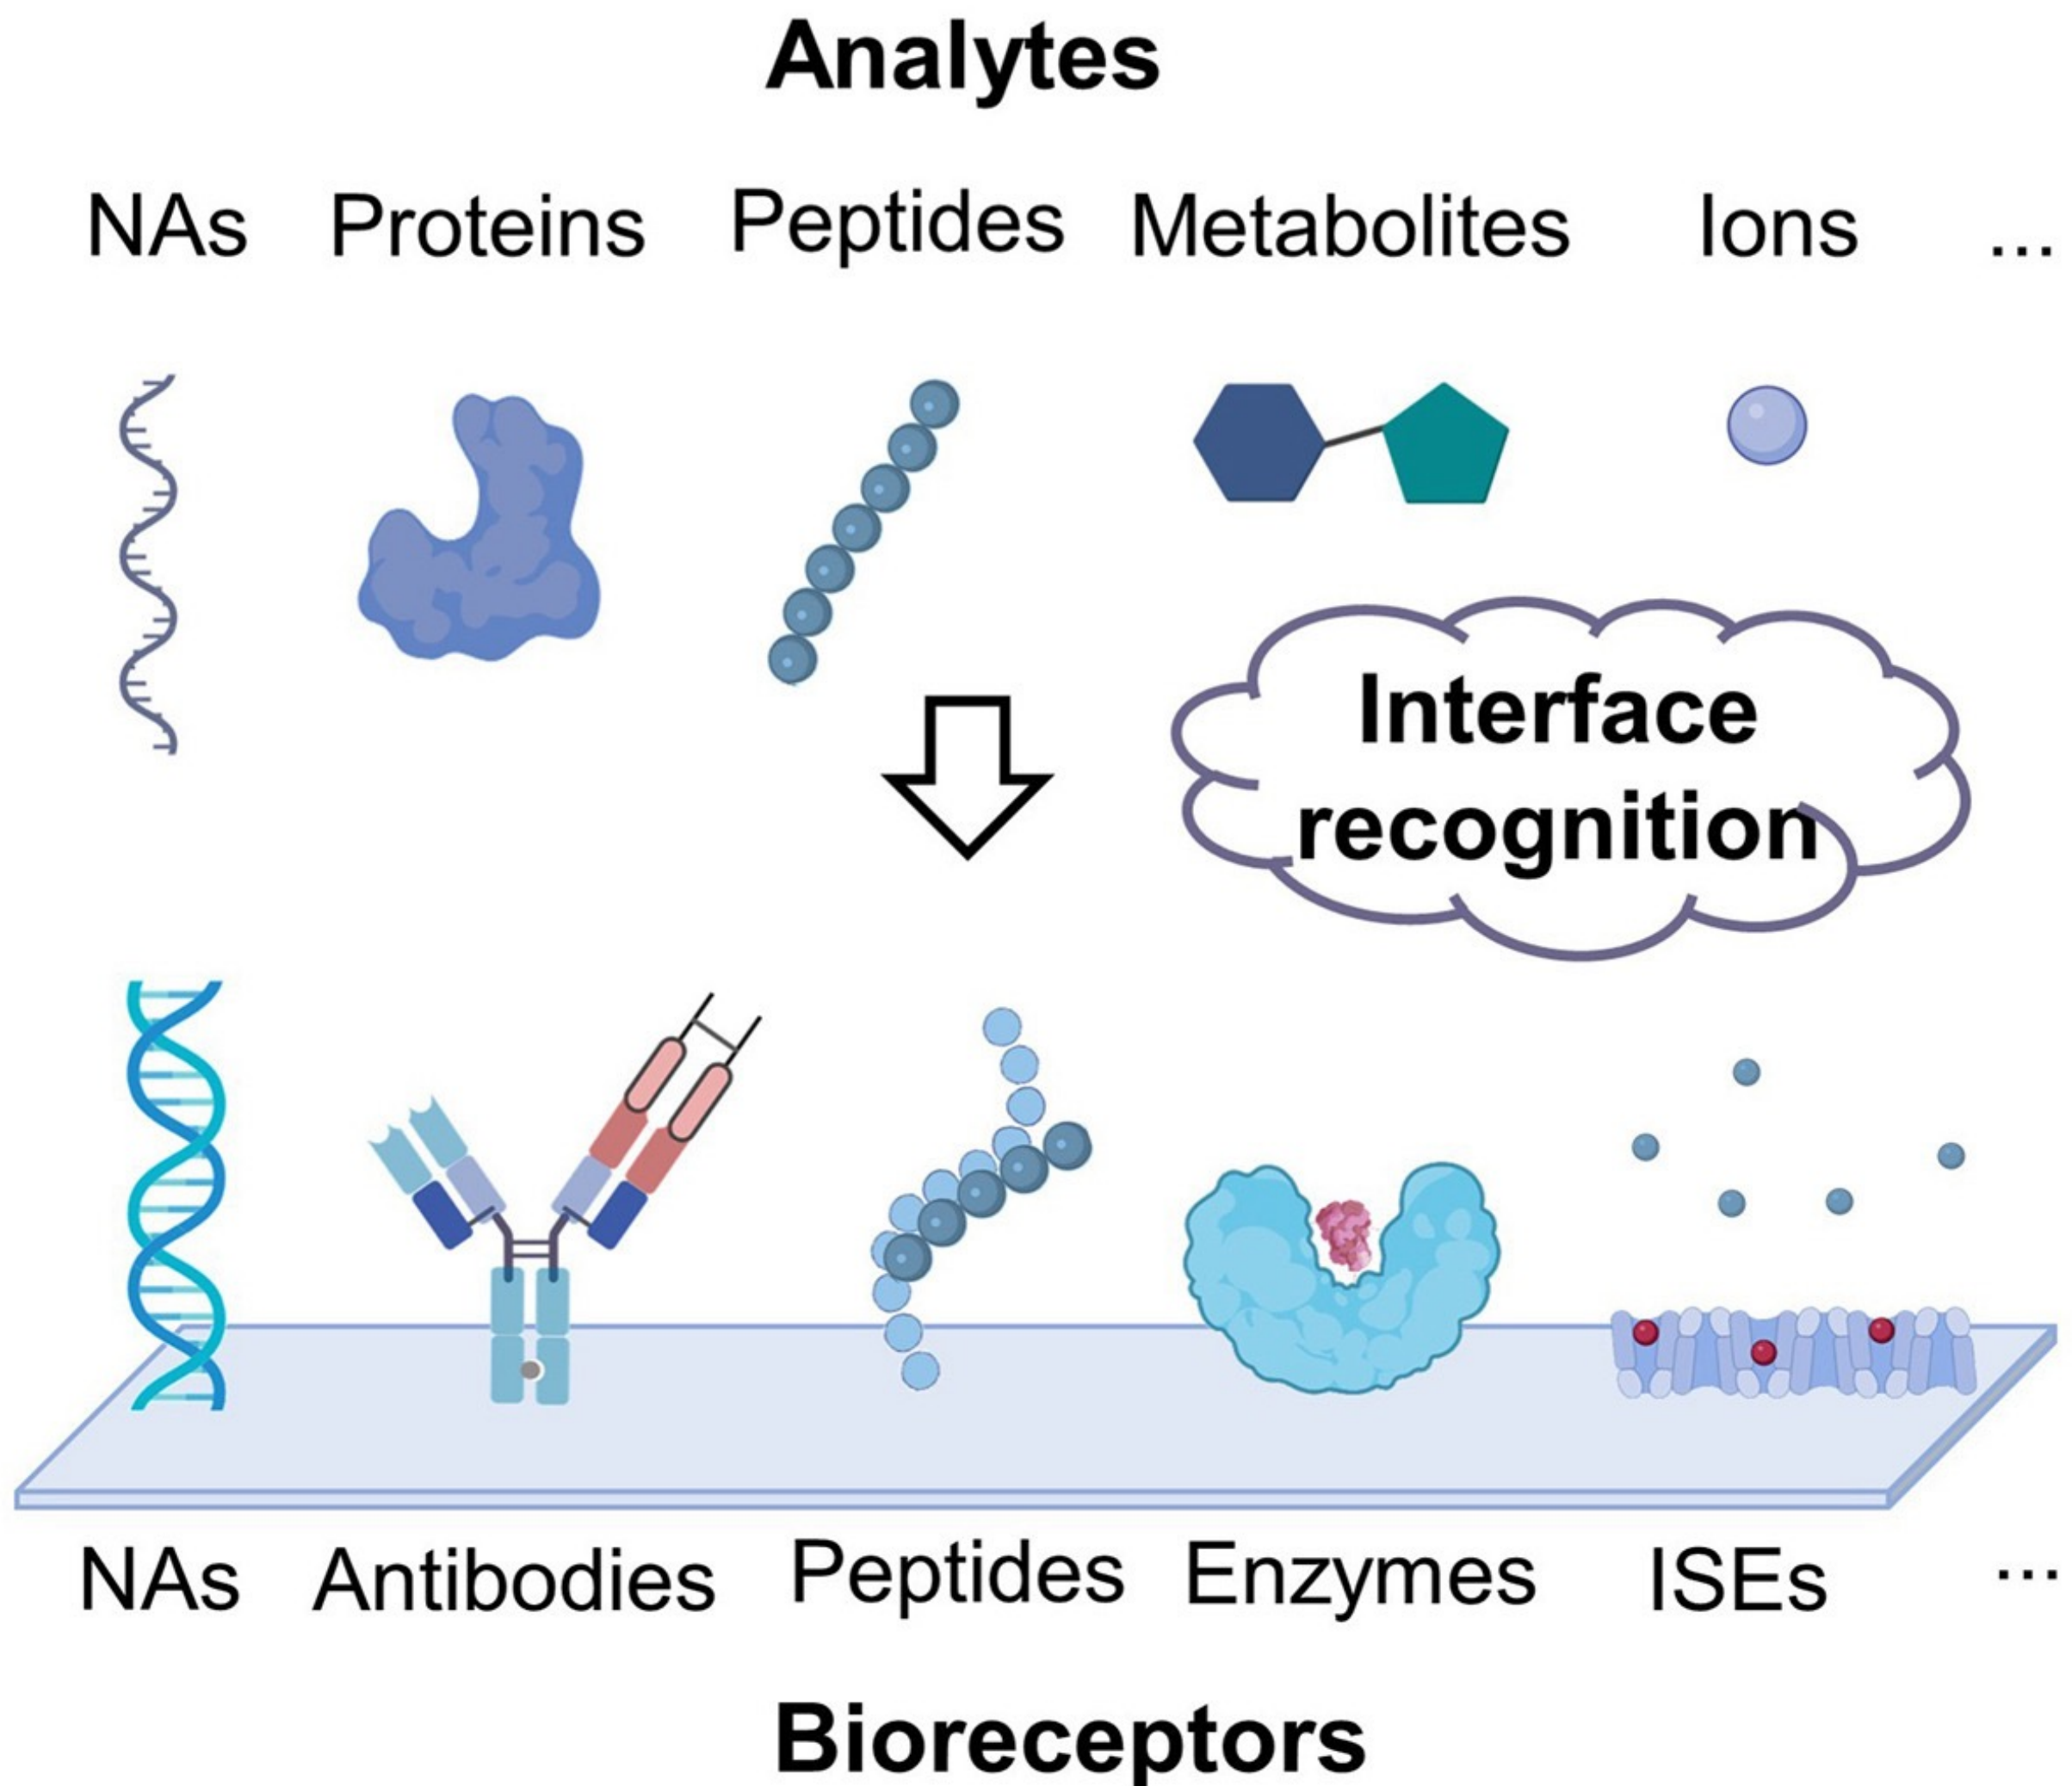 Analytes
NAs Proteins Peptides Metabolites Ions ...
Interface
recognition
NAs Antibodies Peptides Enzymes ISEs ...
Bioreceptors